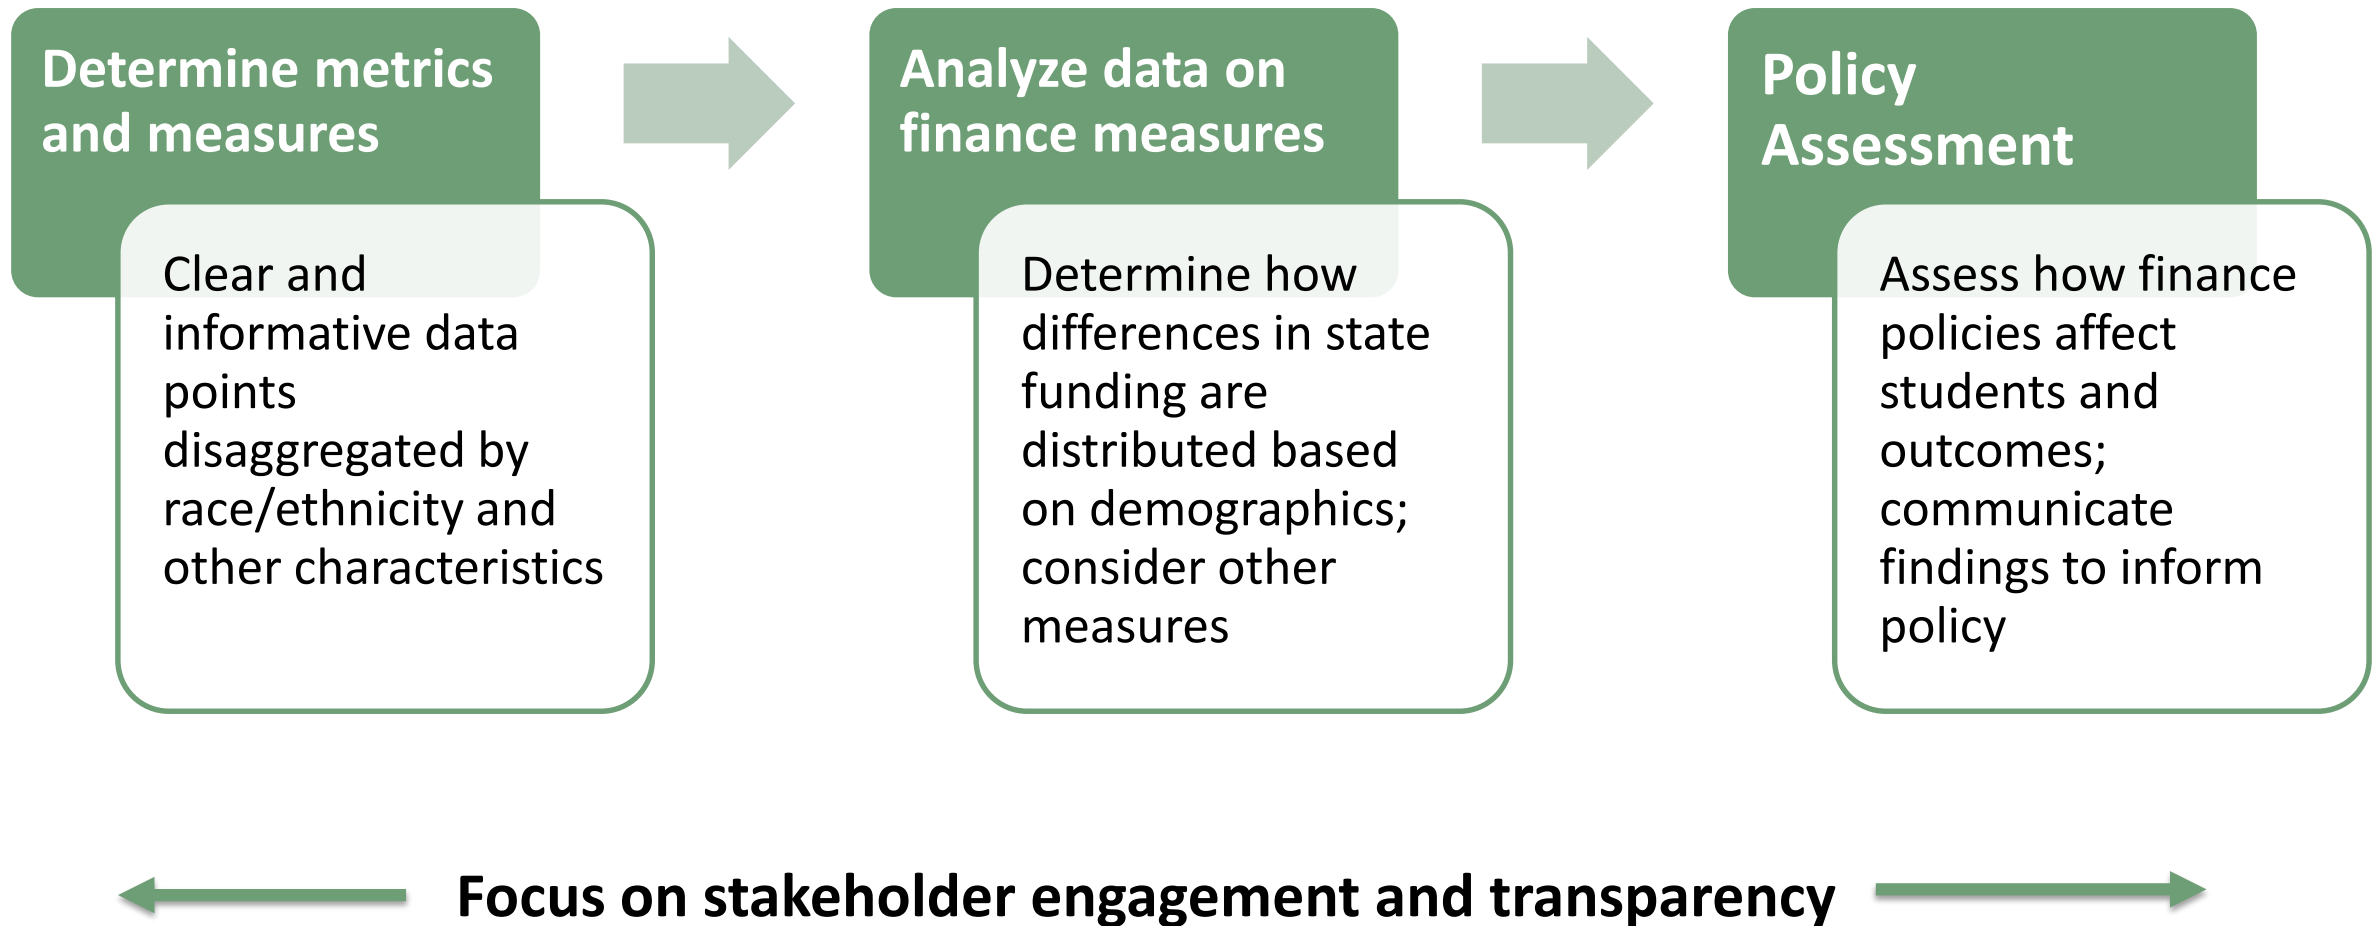 Determine metrics
and measures
Clear and
informative data
points
disaggregated by
race/ethnicity and
other characteristics
Analyze data on
finance measures
Determine how
differences in state
funding are
distributed based
on demographics;
consider other
measures
Policy
Assessment
Assess how finance
policies affect
students and
outcomes;
communicate
findings to inform
policy
Focus on stakeholder engagement and transparency